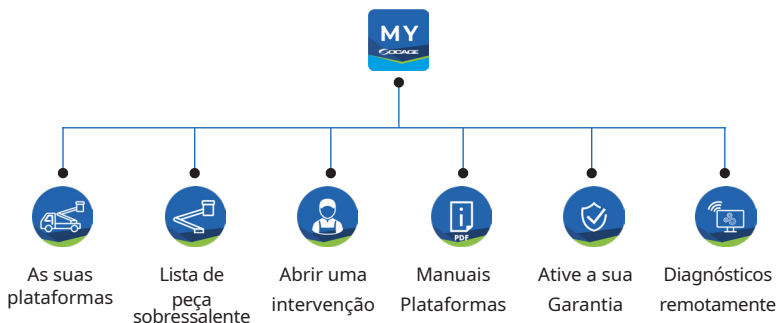 MY
SOCAGE
PDF
As suas
plataformas
Lista de
peça
sobressalente
Abrir uma
intervenção
Manuais
Plataformas
Ative a sua
Garantia
Diagnósticos
remotamente